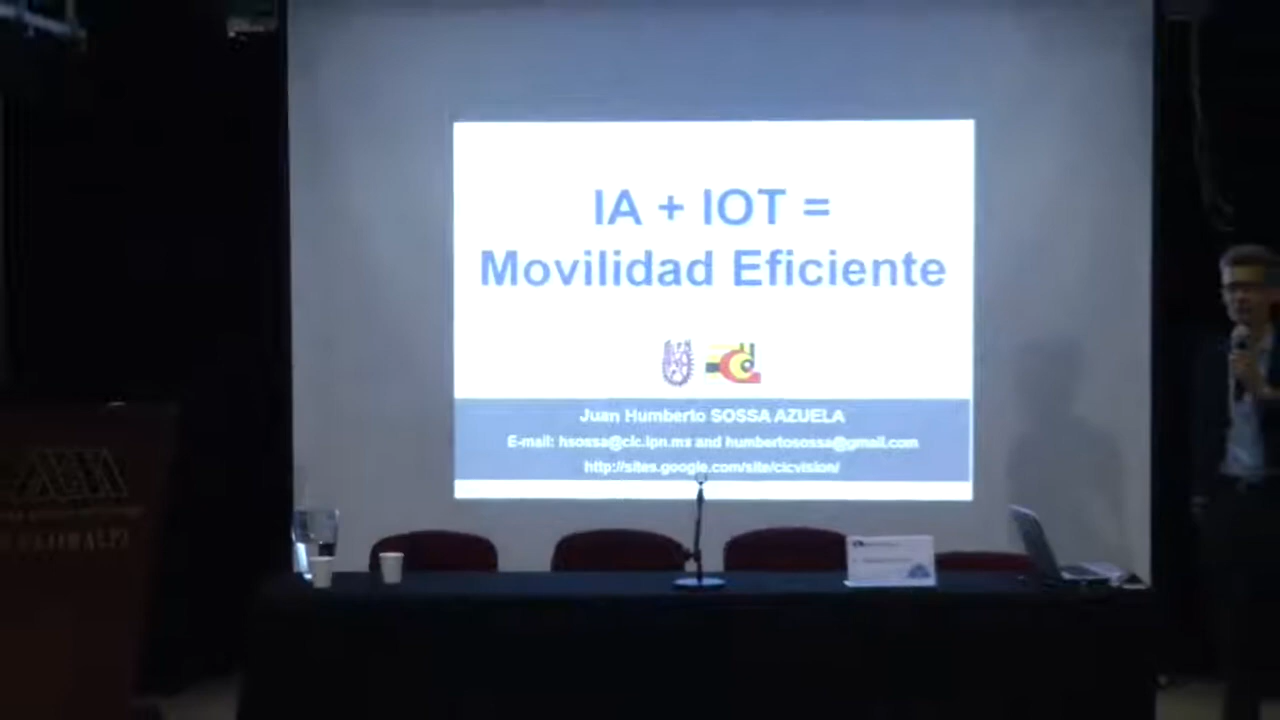 IA + IOT =
Movilidad Eficiente
Juan Humberto SOSSA AZUELA
E-mail: hsossa@cic.ipn.mx and humbertosossa@gmail.com
http://sites.google.com/site/cicvision/